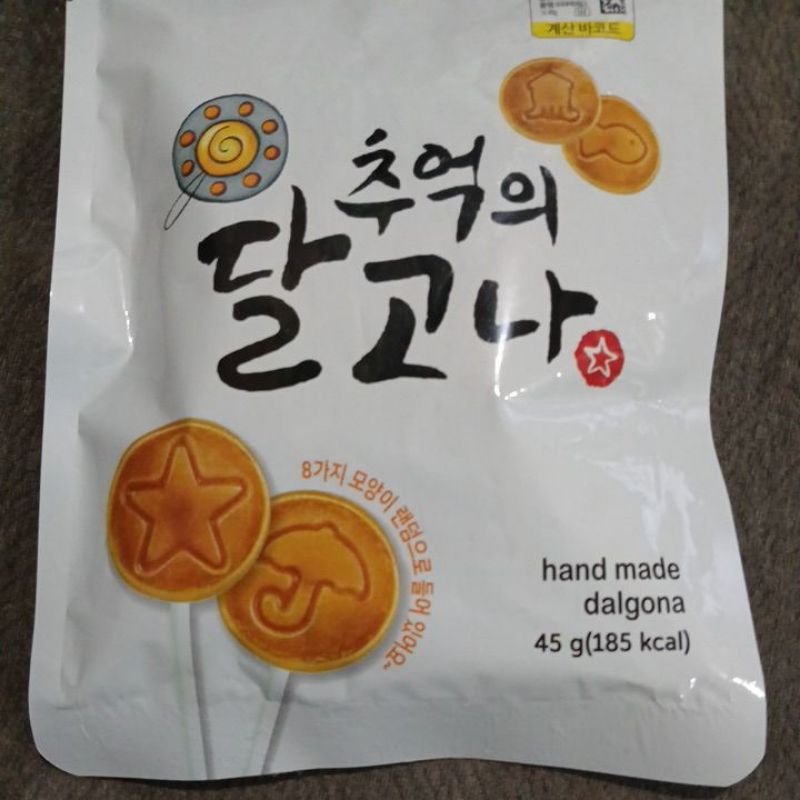 계산 바코드
추억의
달고나
8가지 모양이 랜덤으로 들어 있어요~
hand made
dalgona
45 g(185 kcal)